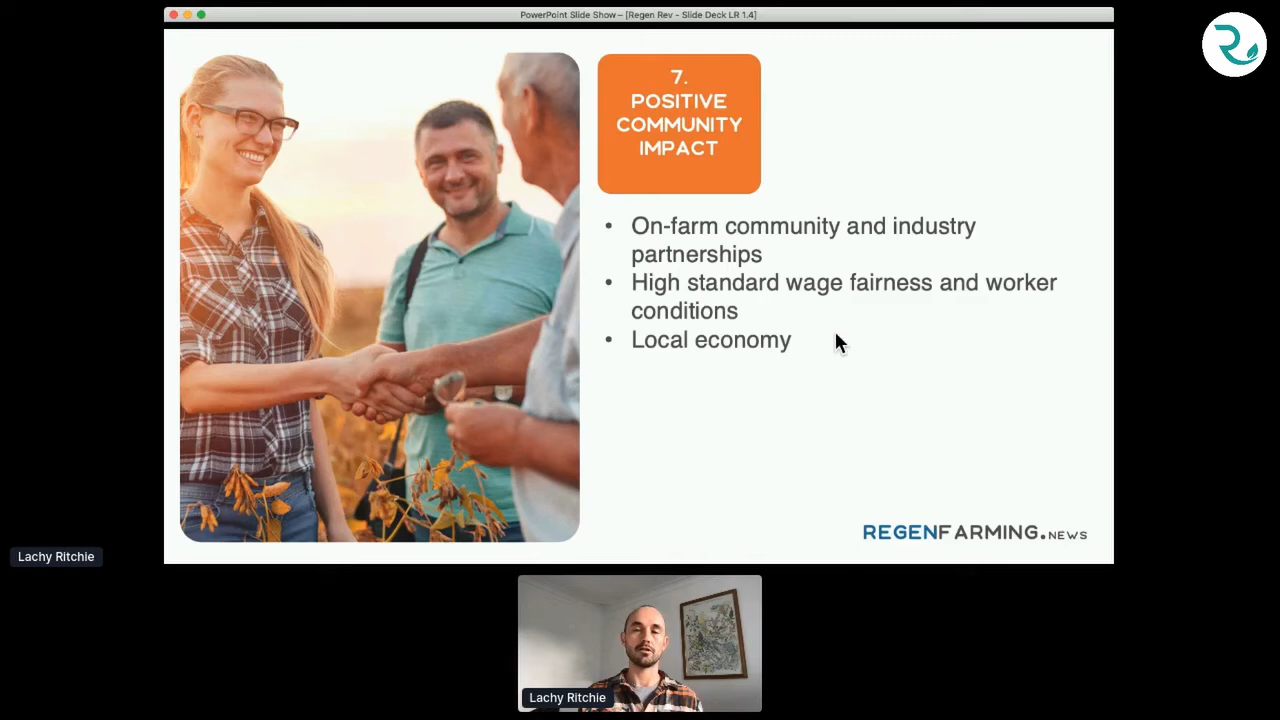 PowerPoint Slide Show – [Regen Rev - Slide Deck LR 1.4]
7.
POSITIVE
COMMUNITY
IMPACT
• On-farm community and industry
partnerships
• High standard wage fairness and worker
conditions
• Local economy
REGENFARMING.NEWS
Lachy Ritchie
Lachy Ritchie